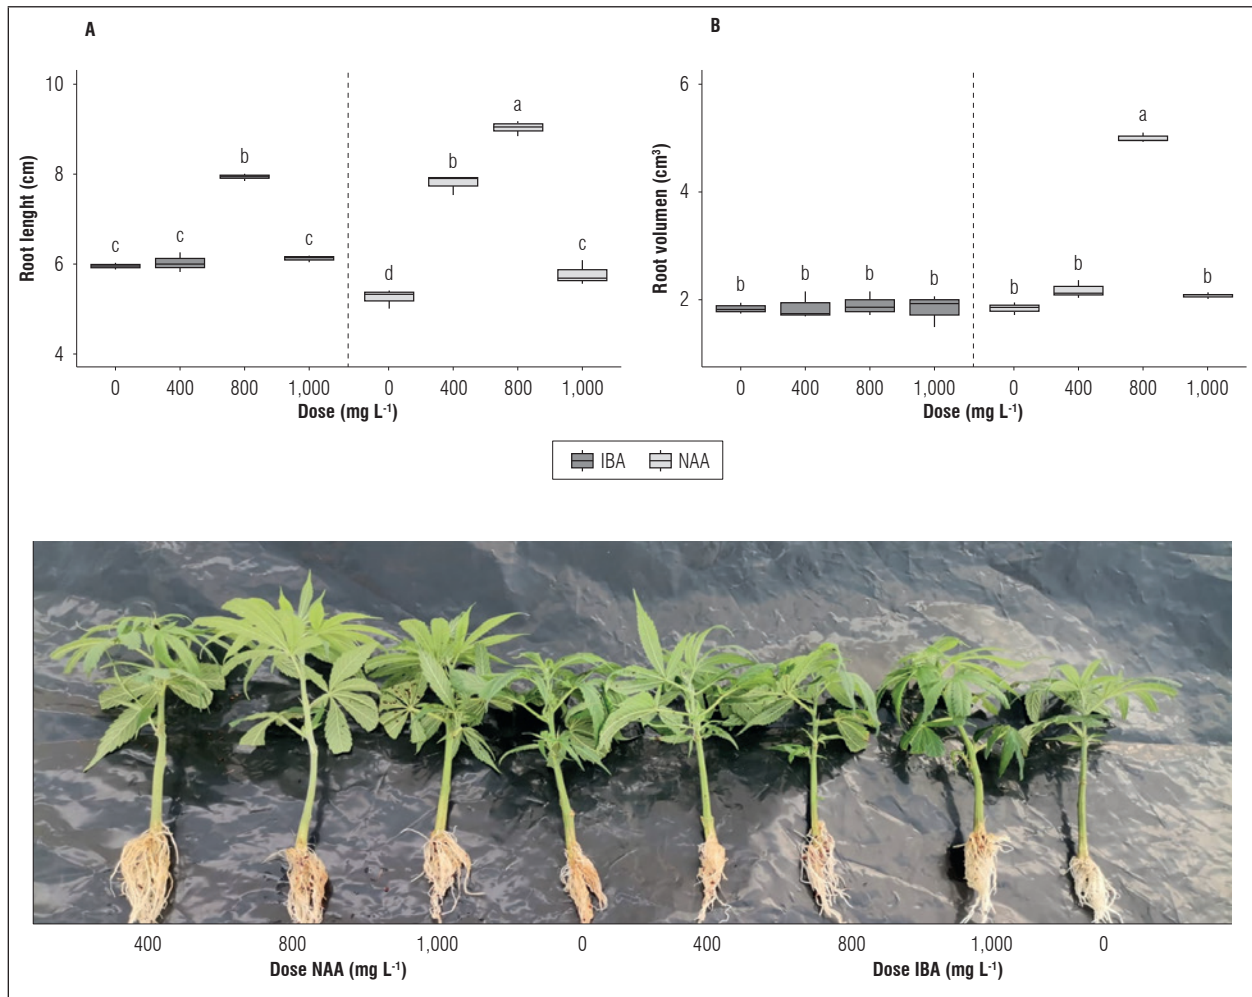 A
10
8
6
4
Root lenght (cm)
c c b c d b a c
0 400 800 1,000 0 400 800 1,000
Dose (mg L-1)
B
6
4
2
Root volumen (cm³)
b b b b b b a b
0 400 800 1,000 0 400 800 1,000
Dose (mg L-1)
IBA NAA
400 800 1,000 0 400 800 1,000 0
Dose NAA (mg L-1) Dose IBA (mg L-1)